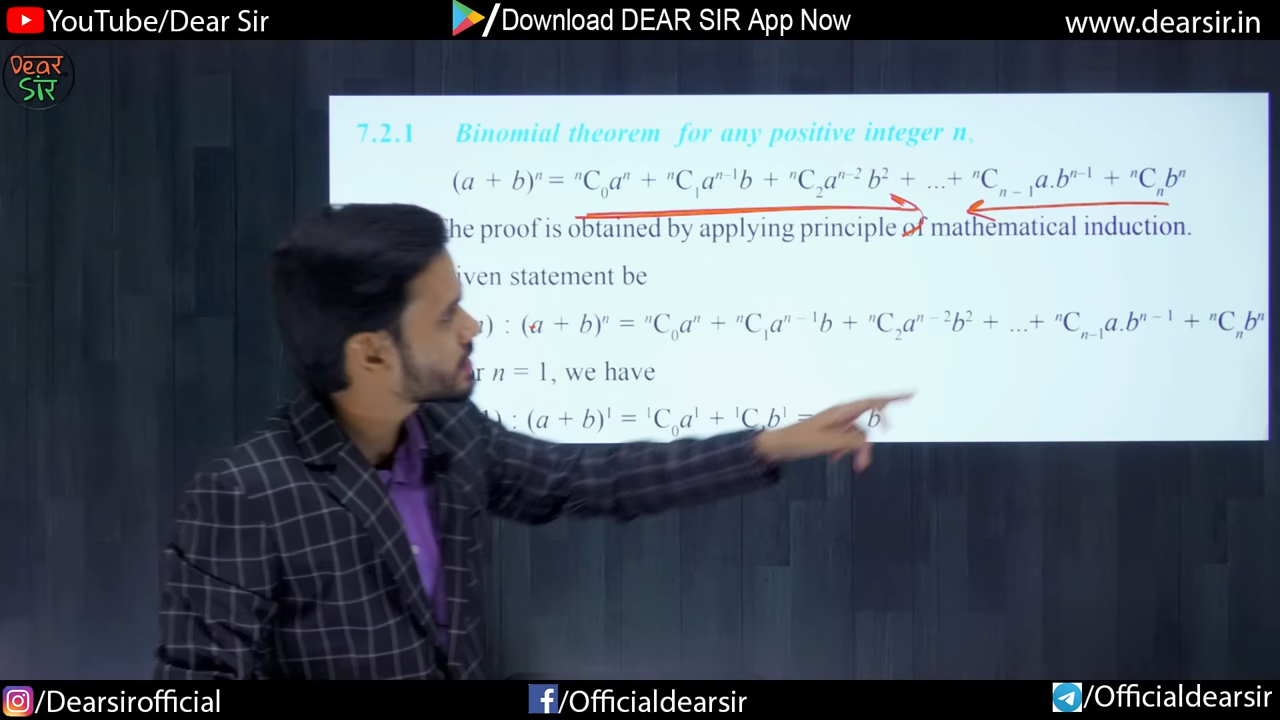 /YouTube/Dear Sir
/Download DEAR SIR App Now
www.dearsir.in
Dear
Sir
7.2.1 Binomial theorem for any positive integer n,
(a + b)ⁿ = ⁿC₀aⁿ + ⁿC₁aⁿ⁻¹b + ⁿC₂aⁿ⁻² b² + ...+ ⁿCₙ ₋ ₁a.bⁿ⁻¹ + ⁿCₙbⁿ
he proof is obtained by applying principle of mathematical induction.
iven statement be
) : (a + b)ⁿ = ⁿC₀aⁿ + ⁿC₁aⁿ ⁻ ¹b + ⁿC₂aⁿ ⁻ ²b² + ...+ ⁿCₙ₋₁a.bⁿ ⁻ ¹ + ⁿCₙbⁿ
r n = 1, we have
) : (a + b)¹ = ¹C₀a¹ + ¹C b¹ = b
/Dearsirofficial
/Officialdearsir
/Officialdearsir